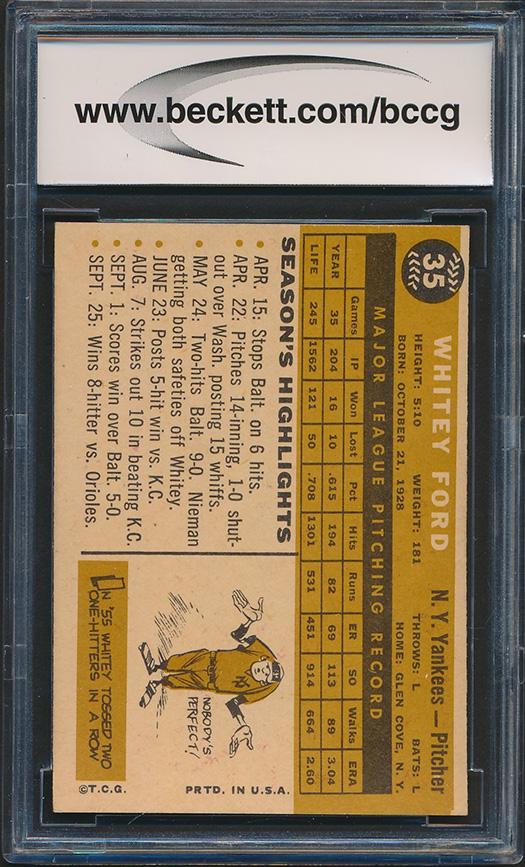 www.beckett.com/bccg
35
WHITEY FORD N. Y. Yankees — Pitcher
HEIGHT: 5:10 WEIGHT: 181 THROWS: L BATS: L
BORN: OCTOBER 21, 1928 HOME: GLEN COVE, N. Y.
MAJOR LEAGUE PITCHING RECORD
Games IP Won Lost Pct Hits Runs ER SO Walks ERA
YEAR 35 204 16 10 .615 194 82 69 113 89 3.04
LIFE 245 1562 121 50 .708 1301 531 451 914 664 2.60
SEASON'S HIGHLIGHTS
• APR. 15: Stops Balt. on 6 hits.
• APR. 22: Pitches 14-inning, 1-0 shut-
out over Wash. posting 15 whiffs.
• MAY 24: Two-hits Balt. 9-0. Nieman
getting both safeties off Whitey.
• JUNE 23: Posts 5-hit win vs. K.C.
• AUG. 7: Strikes out 10 in beating K.C.
• SEPT. 1: Scores win over Balt. 5-0.
• SEPT. 25: Wins 8-hitter vs. Orioles.
NY
NOBODY'S
PERFECT!
IN '55 WHITEY TOSSED TWO
ONE-HITTERS IN A ROW
©T.C.G. PRTD. IN U.S.A.